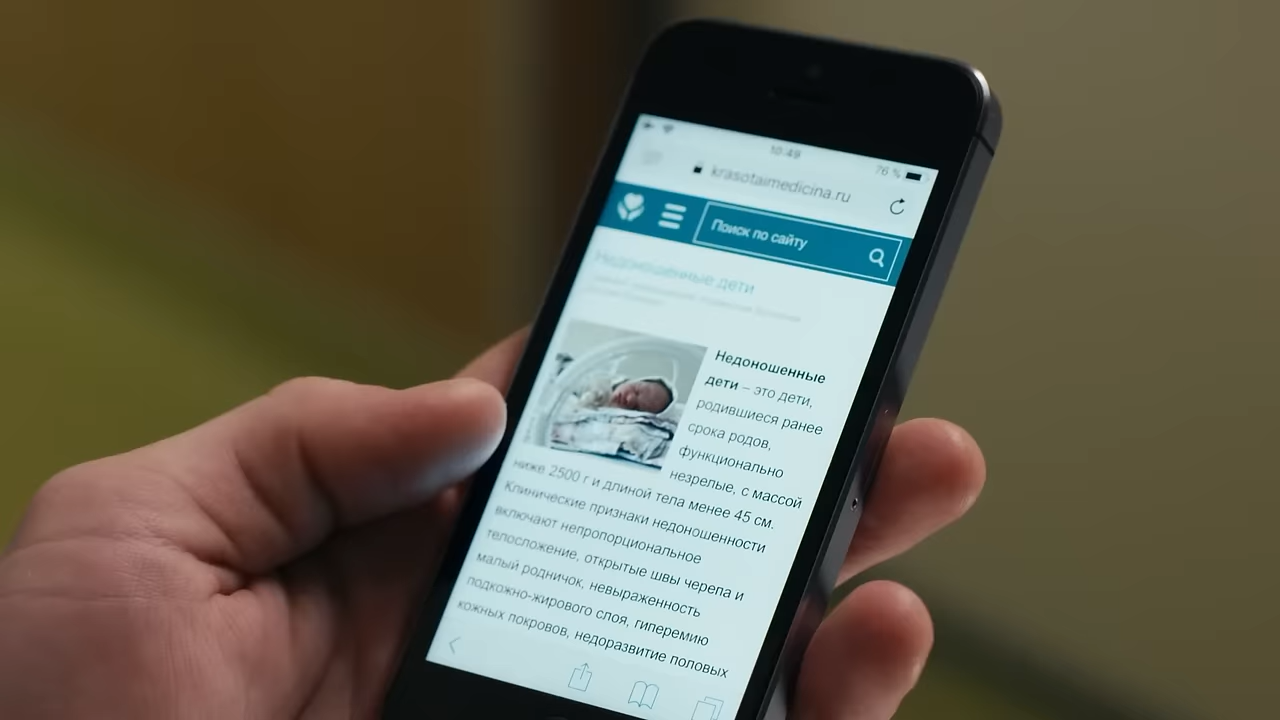 10:49
76 %
krasotaimedicina.ru
Поиск по сайту
Недоношенные дети
Недоношенные
дети – это дети,
родившиеся ранее
срока родов,
функционально
незрелые, с массой
ниже 2500 г и длиной тела менее 45 см.
Клинические признаки недоношенности
включают непропорциональное
телосложение, открытые швы черепа и
малый родничок, невыраженность
подкожно-жирового слоя, гиперемию
кожных покровов, недоразвитие половых